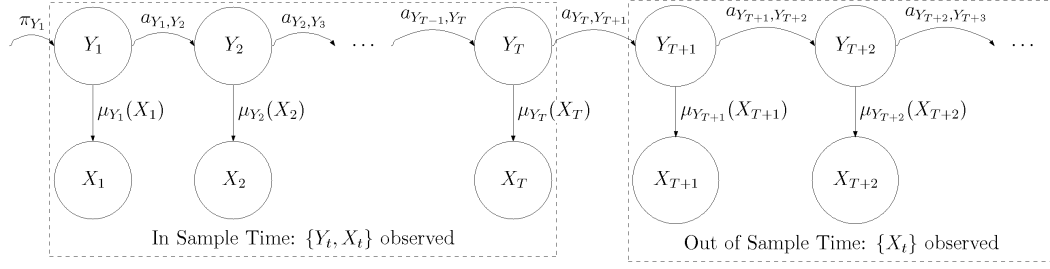 π_{Y_1} a_{Y_1,Y_2} a_{Y_2,Y_3} a_{Y_{T−1},Y_T} a_{Y_T,Y_{T+1}} a_{Y_{T+1},Y_{T+2}} a_{Y_{T+2},Y_{T+3}}
Y_1 Y_2 ⋯ Y_T Y_{T+1} Y_{T+2} ⋯
μ_{Y_1}(X_1) μ_{Y_2}(X_2) μ_{Y_T}(X_T) μ_{Y_{T+1}}(X_{T+1}) μ_{Y_{T+2}}(X_{T+2})
X_1 X_2 X_T X_{T+1} X_{T+2}
In Sample Time: {Y_t, X_t} observed
Out of Sample Time: {X_t} observed